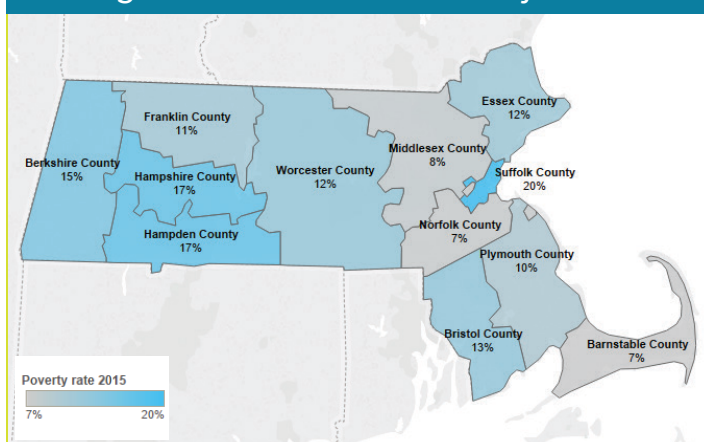 Essex County
12%
Franklin County
11%
Middlesex County
8%
Berkshire County
15%
Hampshire County
17%
Worcester County
12%
Suffolk County
20%
Norfolk County
7%
Hampden County
17%
Plymouth County
10%
Bristol County
13%
Barnstable County
7%
Poverty rate 2015
7% 20%